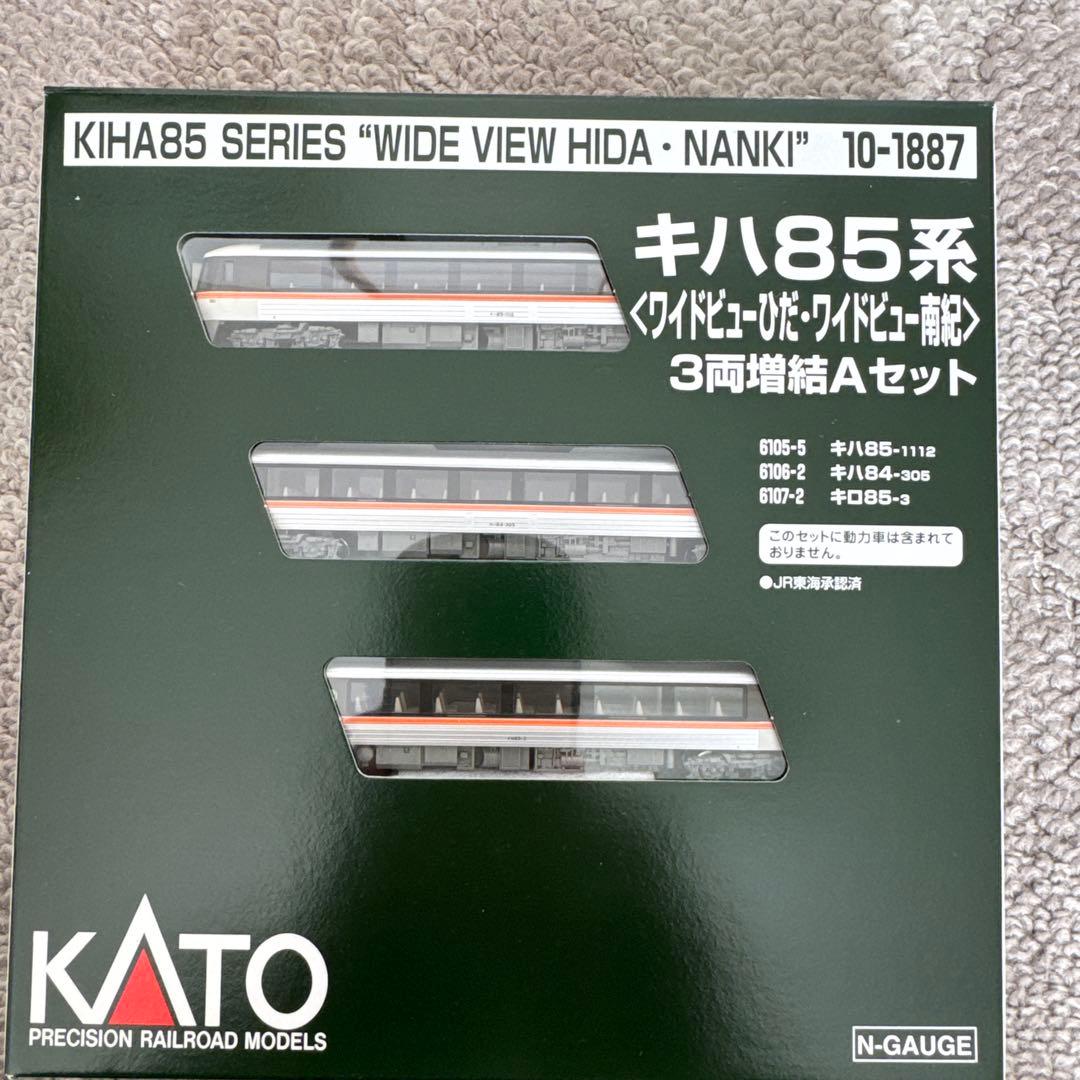 KIHA85 SERIES “WIDE VIEW HIDA・NANKI” 10-1887
キハ85系
〈ワイドビューひだ・ワイドビュー南紀〉
3両増結Aセット
6105-5 キハ85-1112
6106-2 キハ84-305
6107-2 キロ85-3
このセットに動力車は含まれて
おりません。
●JR東海承認済
KATO
PRECISION RAILROAD MODELS
N-GAUGE